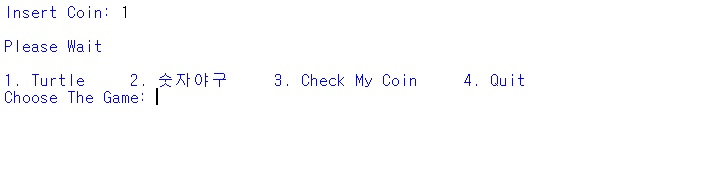 Insert Coin: 1
Please Wait
1. Turtle 2. 숫자야구 3. Check My Coin 4. Quit
Choose The Game: